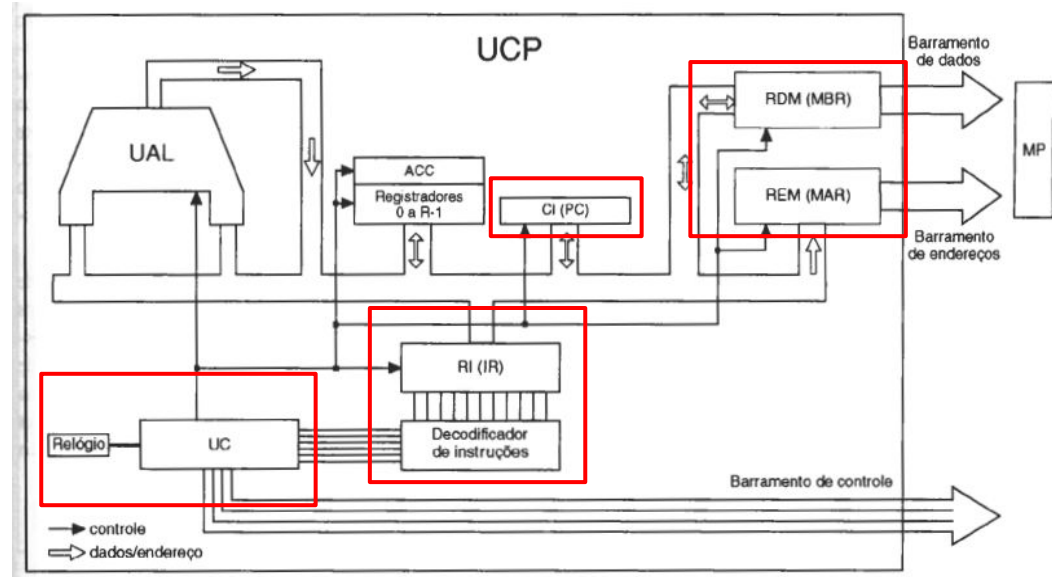 UCP
Barramento
de dados
RDM (MBR)
MP
UAL
ACC
Registradores
0 a R-1
CI (PC)
REM (MAR)
Barramento
de endereços
RI (IR)
Relógio
UC
Decodificador
de instruções
Barramento de controle
controle
dados/endereço